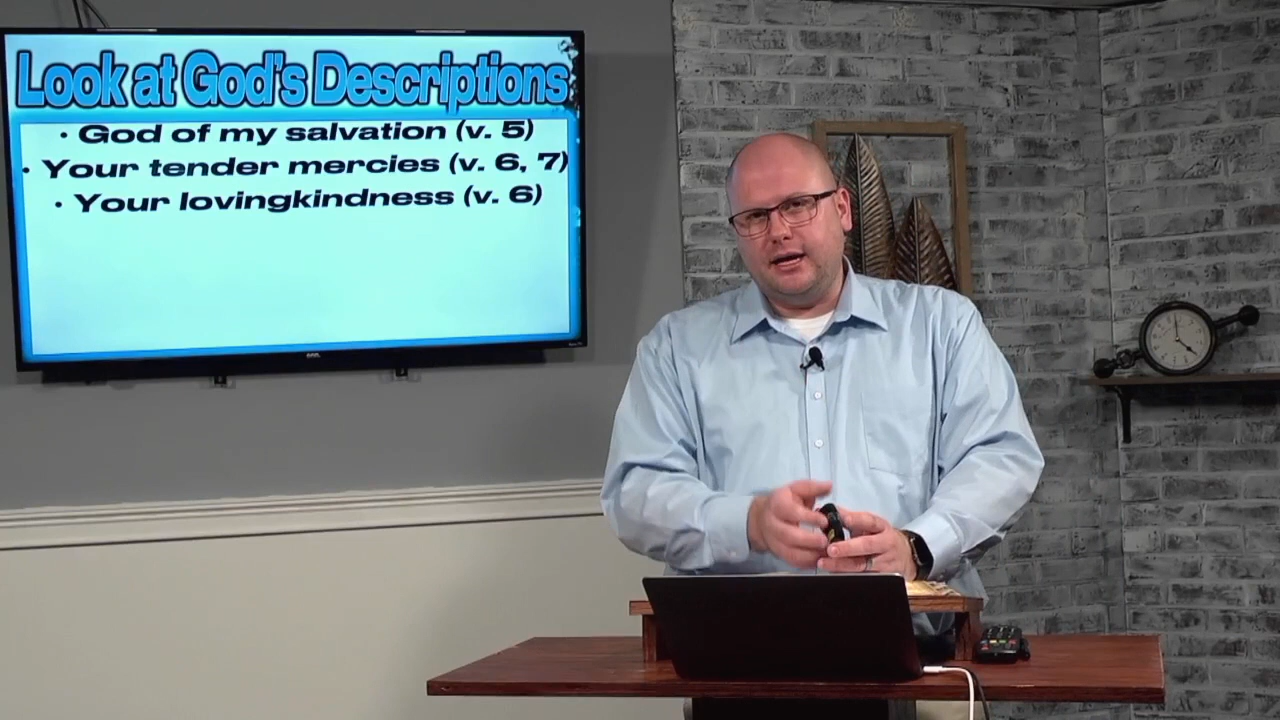 Look at God's Descriptions
• God of my salvation (v. 5)
• Your tender mercies (v. 6, 7)
• Your lovingkindness (v. 6)